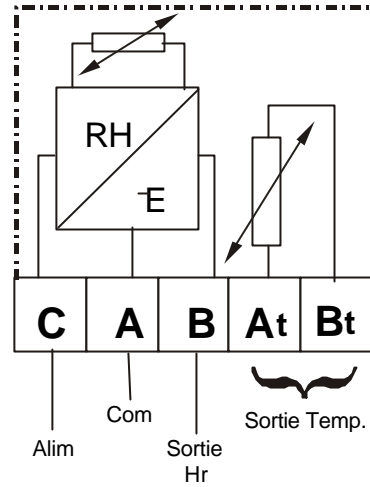 RH
E
C A B At Bt
Com
Sortie Temp.
Alim
Sortie
Hr